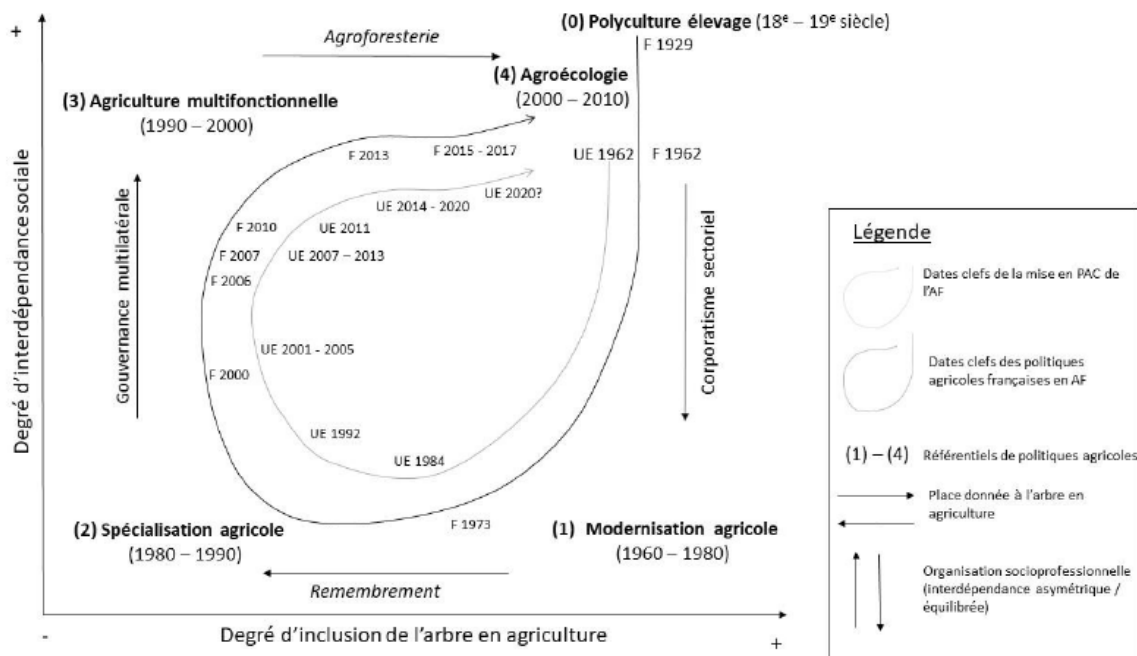 +
(0) Polyculture élevage (18e – 19e siècle)
Agroforesterie
F 1929
(4) Agroécologie
(2000 – 2010)
(3) Agriculture multifonctionnelle
(1990 – 2000)
F 2013
F 2015 - 2017
UE 1962
F 1962
UE 2020?
UE 2014 - 2020
F 2010
UE 2011
F 2007
UE 2007 – 2013
F 2006
UE 2001 - 2005
F 2000
UE 1992
UE 1984
F 1973
Degré d'interdépendance sociale
Gouvernance multilatérale
Corporatisme sectoriel
(2) Spécialisation agricole
(1980 – 1990)
(1) Modernisation agricole
(1960 – 1980)
Remembrement
-
Degré d'inclusion de l'arbre en agriculture
+
Légende
Dates clefs de la mise en PAC de
l'AF
Dates clefs des politiques
agricoles françaises en AF
(1) – (4) Référentiels de politiques agricoles
Place donnée à l'arbre en
agriculture
Organisation socioprofessionnelle
(interdépendance asymétrique /
équilibrée)